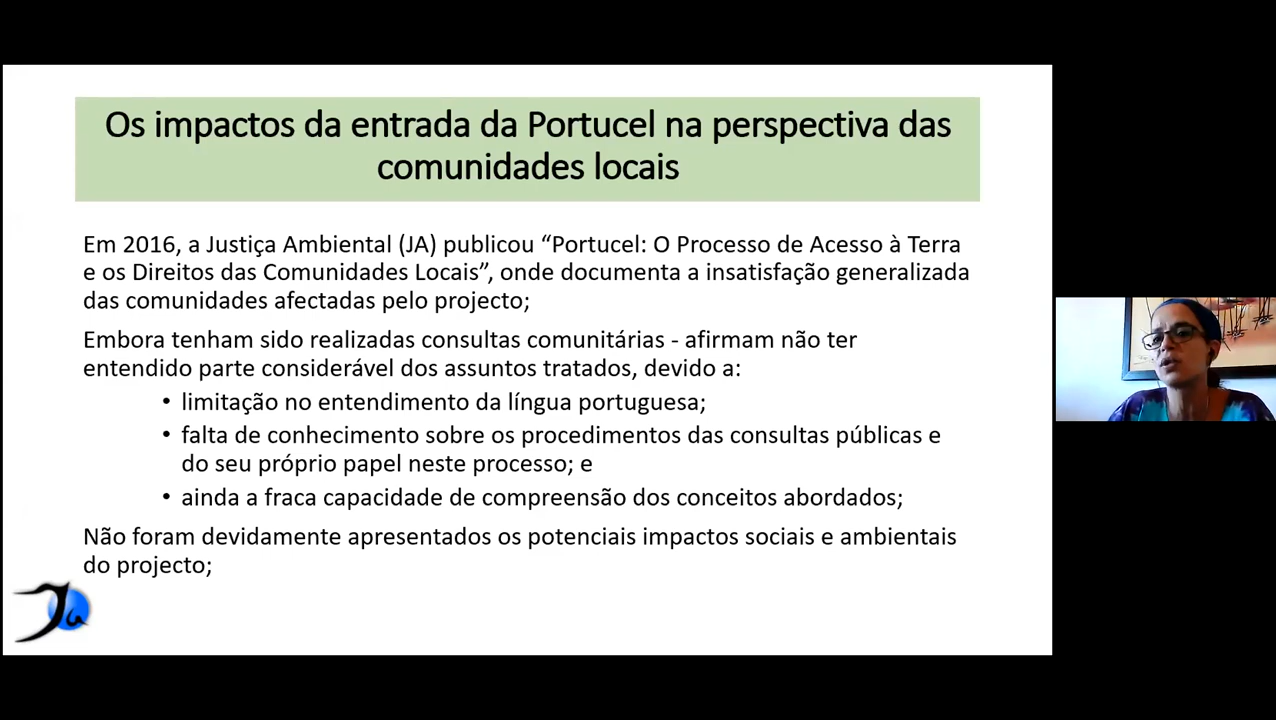 Os impactos da entrada da Portucel na perspectiva das
comunidades locais
Em 2016, a Justiça Ambiental (JA) publicou “Portucel: O Processo de Acesso à Terra
e os Direitos das Comunidades Locais”, onde documenta a insatisfação generalizada
das comunidades afectadas pelo projecto;
Embora tenham sido realizadas consultas comunitárias - afirmam não ter
entendido parte considerável dos assuntos tratados, devido a:
• limitação no entendimento da língua portuguesa;
• falta de conhecimento sobre os procedimentos das consultas públicas e
do seu próprio papel neste processo; e
• ainda a fraca capacidade de compreensão dos conceitos abordados;
Não foram devidamente apresentados os potenciais impactos sociais e ambientais
do projecto;
Ja